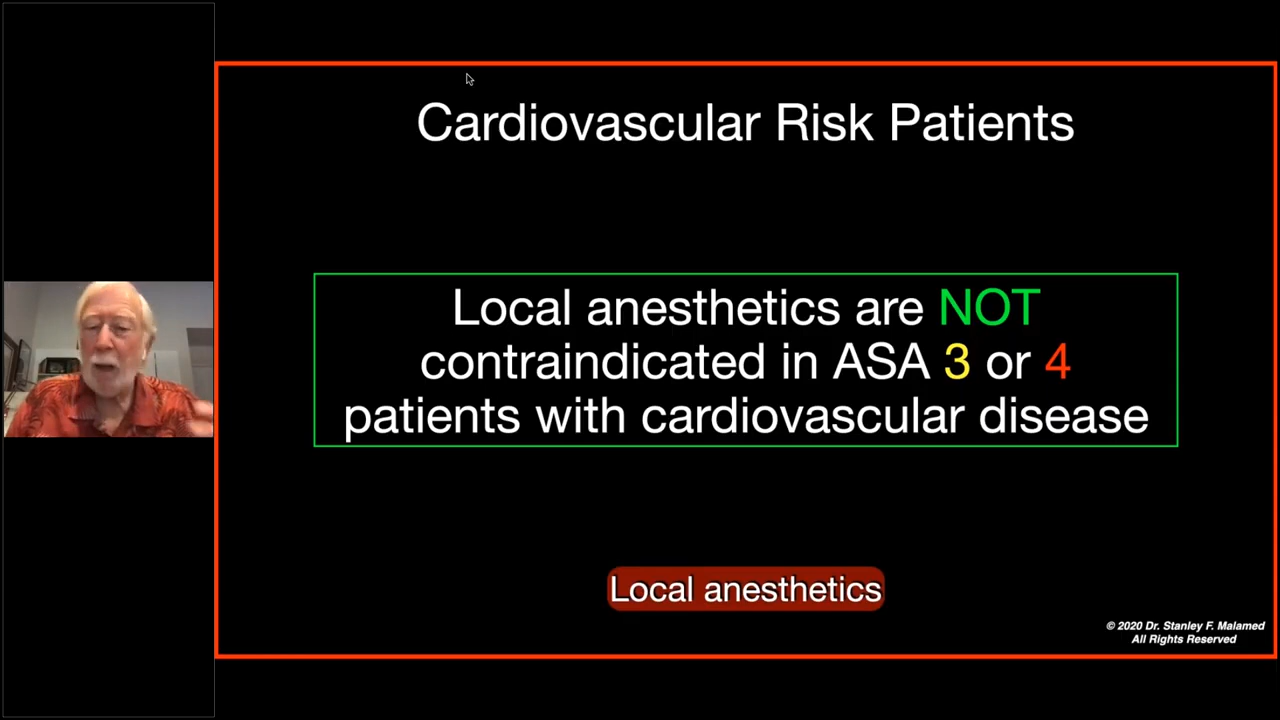 Cardiovascular Risk Patients
Local anesthetics are NOT
contraindicated in ASA 3 or 4
patients with cardiovascular disease
Local anesthetics
© 2020 Dr. Stanley F. Malamed
All Rights Reserved